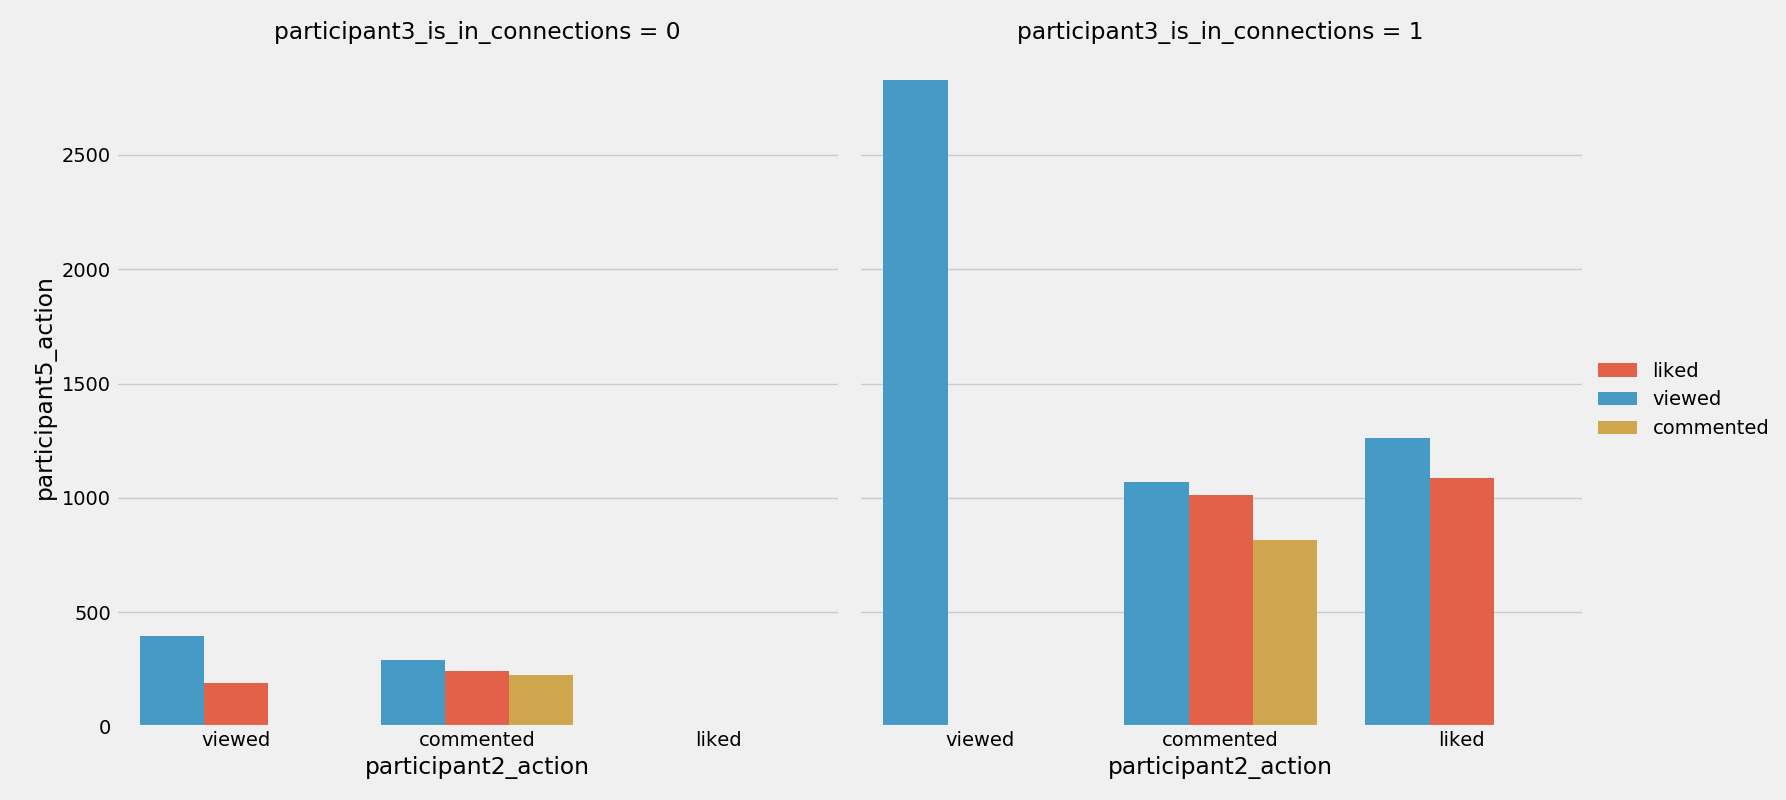 participant3_is_in_connections = 0
participant3_is_in_connections = 1
participant5_action
2500
2000
1500
1000
500
0
viewed
commented
liked
participant2_action
viewed
commented
liked
participant2_action
liked
viewed
commented